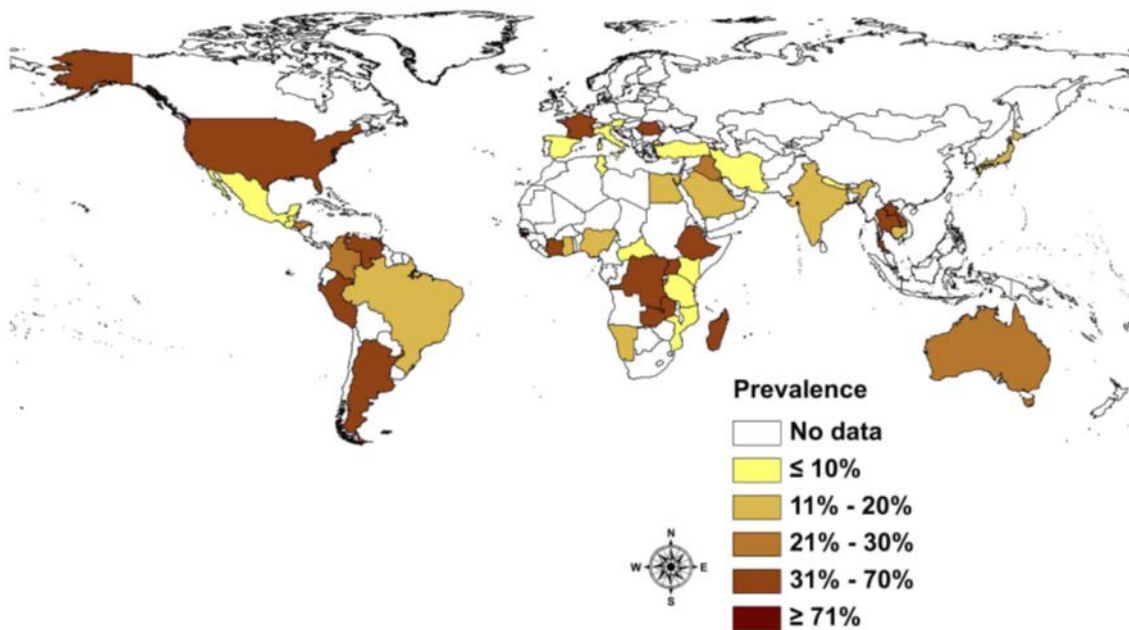 Prevalence
No data
≤ 10%
11% - 20%
21% - 30%
31% - 70%
≥ 71%
N
W E
S